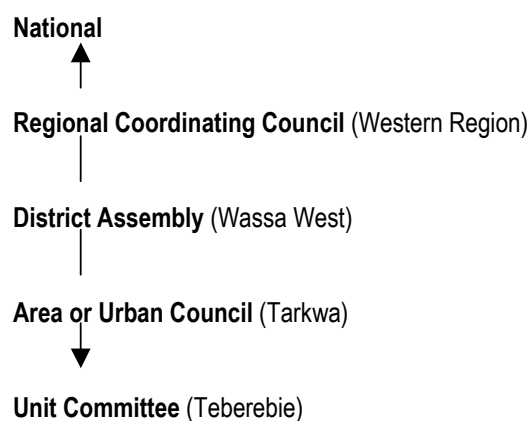 National
Regional Coordinating Council (Western Region)
District Assembly (Wassa West)
Area or Urban Council (Tarkwa)
Unit Committee (Teberebie)